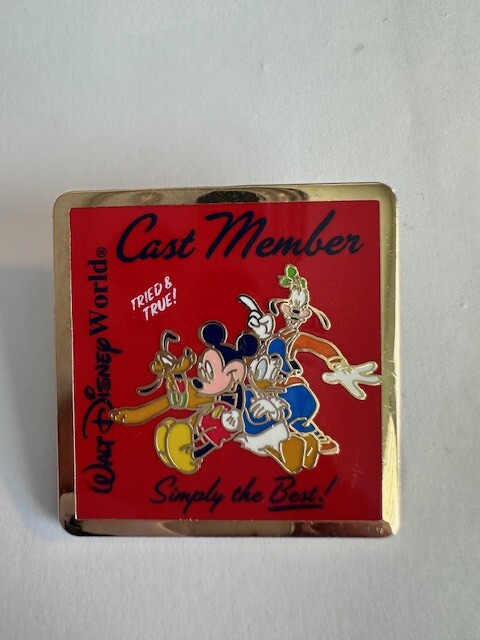 Cast Member
WALT DISNEY World®
TRIED &
TRUE!
Simply the Best!